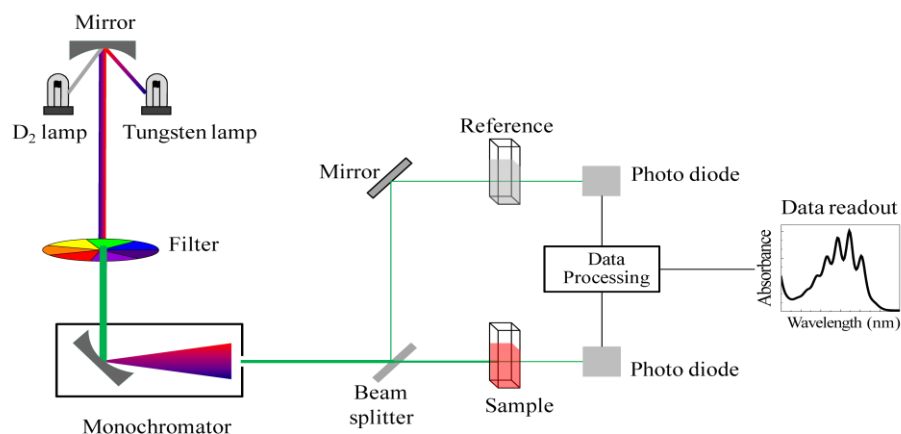 Mirror
D₂ lamp
Tungsten lamp
Reference
Mirror
Photo diode
Data readout
Filter
Data
Processing
Absorbance
Wavelength (nm)
Beam
splitter
Sample
Photo diode
Monochromator